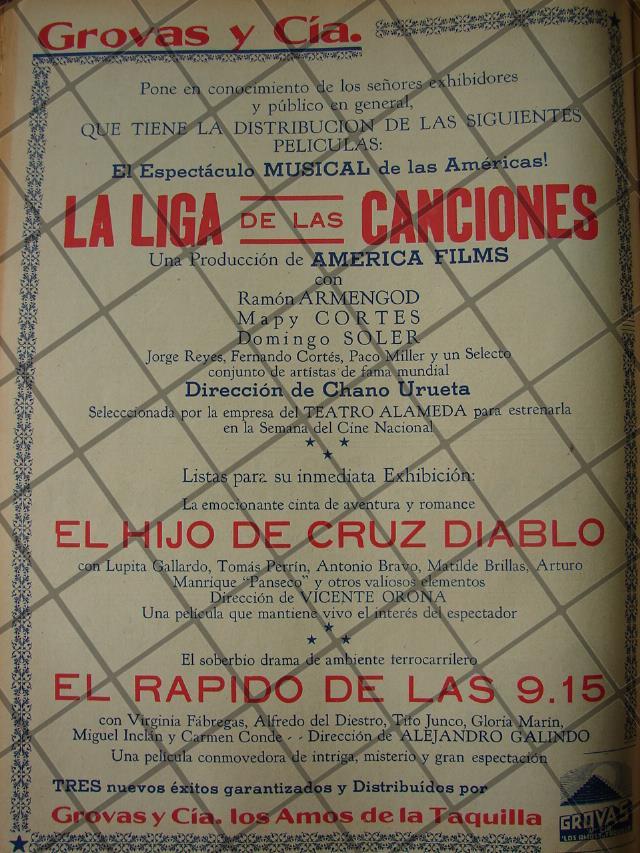 Grovas y Cía.
Pone en conocimiento de los señores exhibidores
y público en general,
QUE TIENE LA DISTRIBUCION DE LAS SIGUIENTES
PELICULAS:
El Espectáculo MUSICAL de las Américas!
LA LIGA DE LAS CANCIONES
Una Producción de AMERICA FILMS
con
Ramón ARMENGOD
Mapy CORTES
Domingo SOLER
Jorge Reyes, Fernando Cortés, Paco Miller y un Selecto
conjunto de artistas de fama mundial
Dirección de Chano Urueta
Selecccionada por la empresa del TEATRO ALAMEDA para estrenarla
en la Semana del Cine Nacional
Listas para su inmediata Exhibición:
La emocionante cinta de aventura y romance
EL HIJO DE CRUZ DIABLO
con Lupita Gallardo, Tomás Perrín, Antonio Bravo, Matilde Brillas, Arturo
Manrique "Panseco" y otros valiosos elementos
Dirección de VICENTE ORONA
Una película que mantiene vivo el interés del espectador
El soberbio drama de ambiente terrocarrilero
EL RAPIDO DE LAS 9.15
con Virginia Fábregas, Alfredo del Diestro, Tito Junco, Gloria Marín,
Miguel Inclán y Carmen Conde - - Dirección de ALEJANDRO GALINDO
Una película conmovedora de intriga, misterio y gran espectación
TRES nuevos éxitos garantizados y Distribuídos por
Grovas y Cía. los Amos de la Taquilla
GROVAS